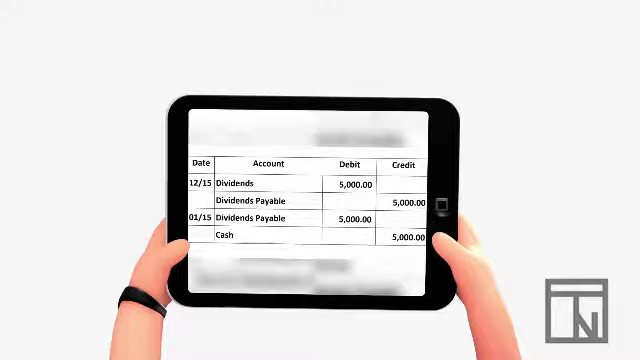 Date Account Debit Credit
12/15 Dividends 5,000.00
Dividends Payable 5,000.00
01/15 Dividends Payable 5,000.00
Cash 5,000.00
TN